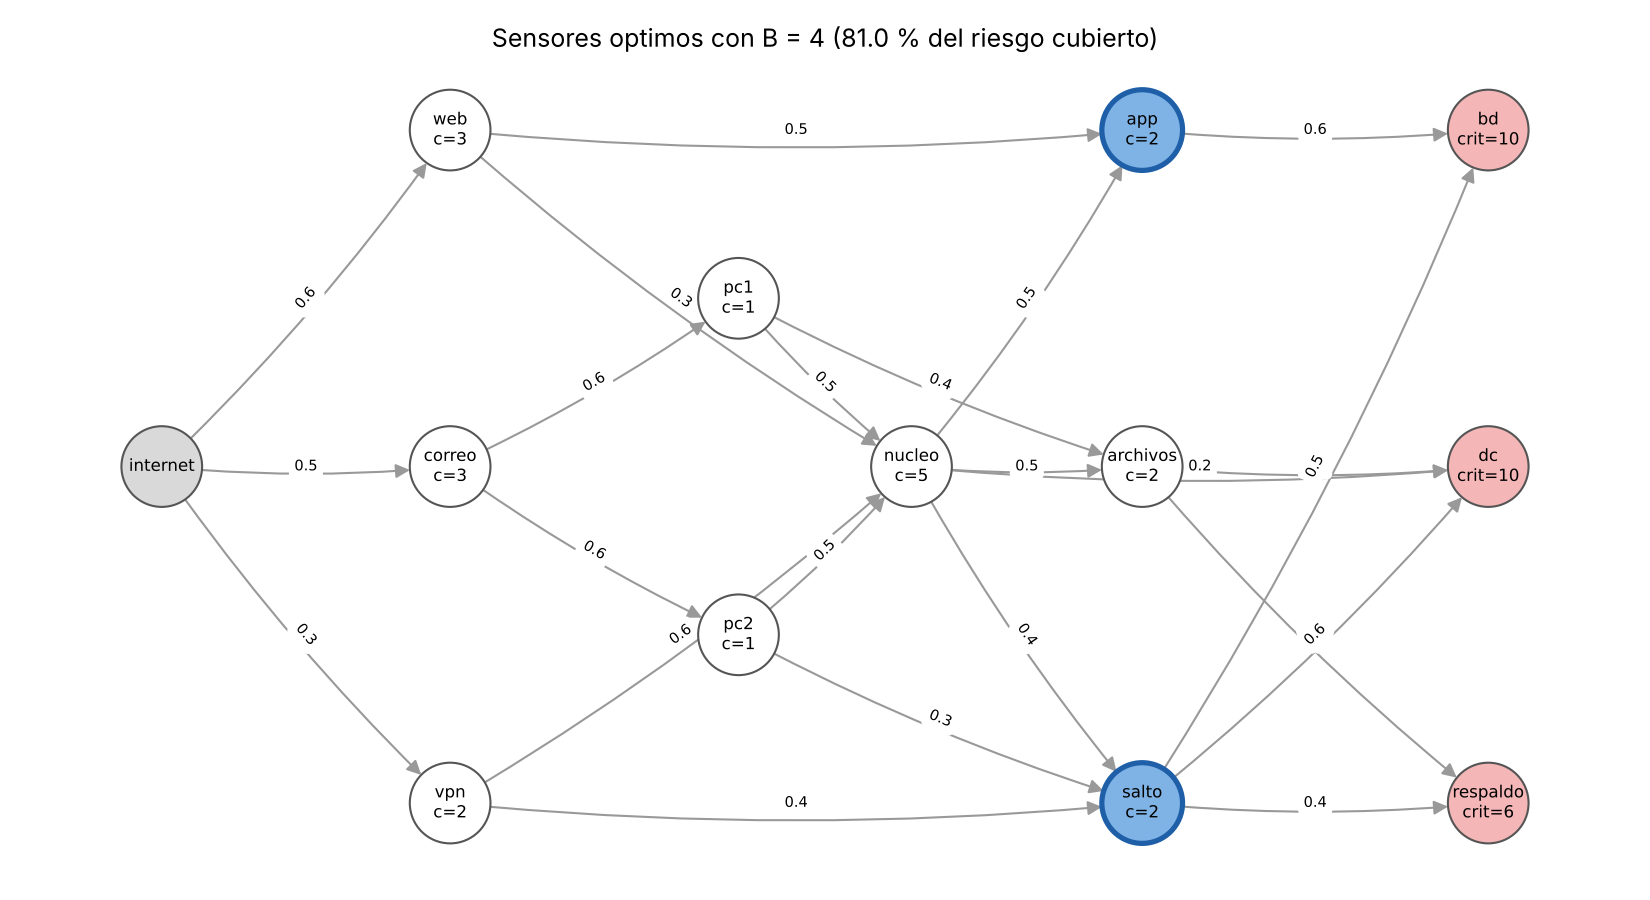 Sensores optimos con B = 4 (81.0 % del riesgo cubierto)
web
c=3
0.5
app
c=2
0.6
bd
crit=10
0.6
0.3
pc1
c=1
0.5
0.6
0.5
0.4
internet
0.5
correo
c=3
nucleo
c=5
0.5
archivos
c=2
0.2
0.5
dc
crit=10
0.6
0.5
0.3
0.6
pc2
c=1
0.4
0.6
0.3
vpn
c=2
0.4
salto
c=2
0.4
respaldo
crit=6